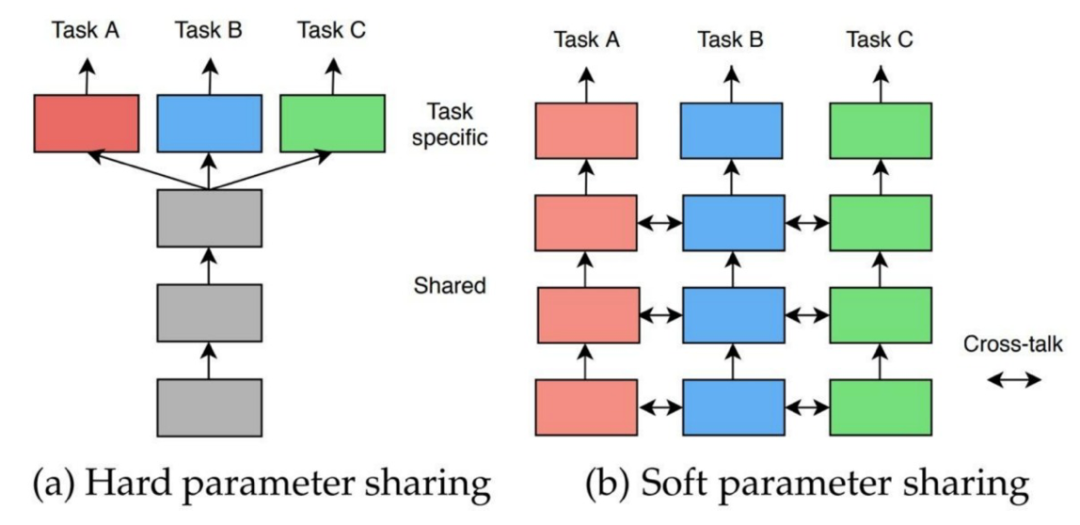 Task A Task B Task C
Task
specific
Shared
(a) Hard parameter sharing
Task A Task B Task C
Cross-talk
(b) Soft parameter sharing